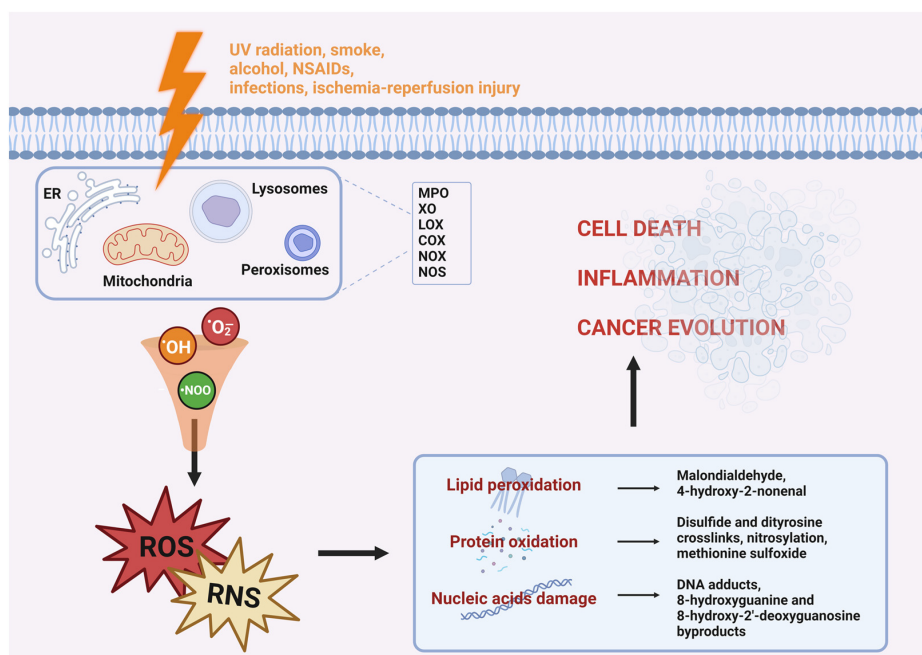 UV radiation, smoke,
alcohol, NSAIDs,
infections, ischemia-reperfusion injury
ER
Lysosomes
Mitochondria
Peroxisomes
MPO
XO
LOX
COX
NOX
NOS
CELL DEATH
INFLAMMATION
CANCER EVOLUTION
•OH
•O₂⁻
•NOO
ROS
RNS
Lipid peroxidation
Malondialdehyde,
4-hydroxy-2-nonenal
Protein oxidation
Disulfide and dityrosine
crosslinks, nitrosylation,
methionine sulfoxide
Nucleic acids damage
DNA adducts,
8-hydroxyguanine and
8-hydroxy-2'-deoxyguanosine
byproducts